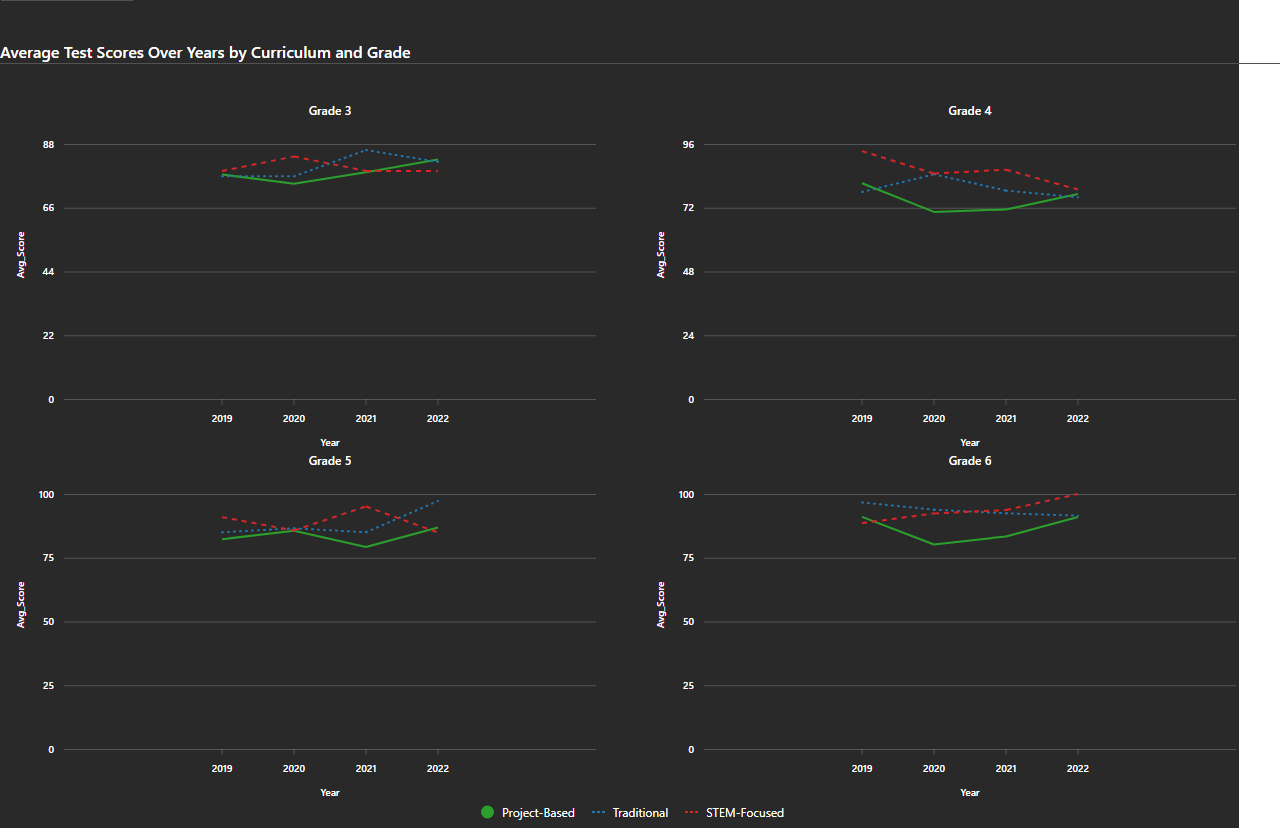 Average Test Scores Over Years by Curriculum and Grade
Grade 3
88
66
44
22
0
Avg_Score
2019 2020 2021 2022
Year
Grade 4
96
72
48
24
0
Avg_Score
2019 2020 2021 2022
Year
Grade 5
100
75
50
25
0
Avg_Score
2019 2020 2021 2022
Year
Grade 6
100
75
50
25
0
Avg_Score
2019 2020 2021 2022
Year
Project-Based Traditional STEM-Focused